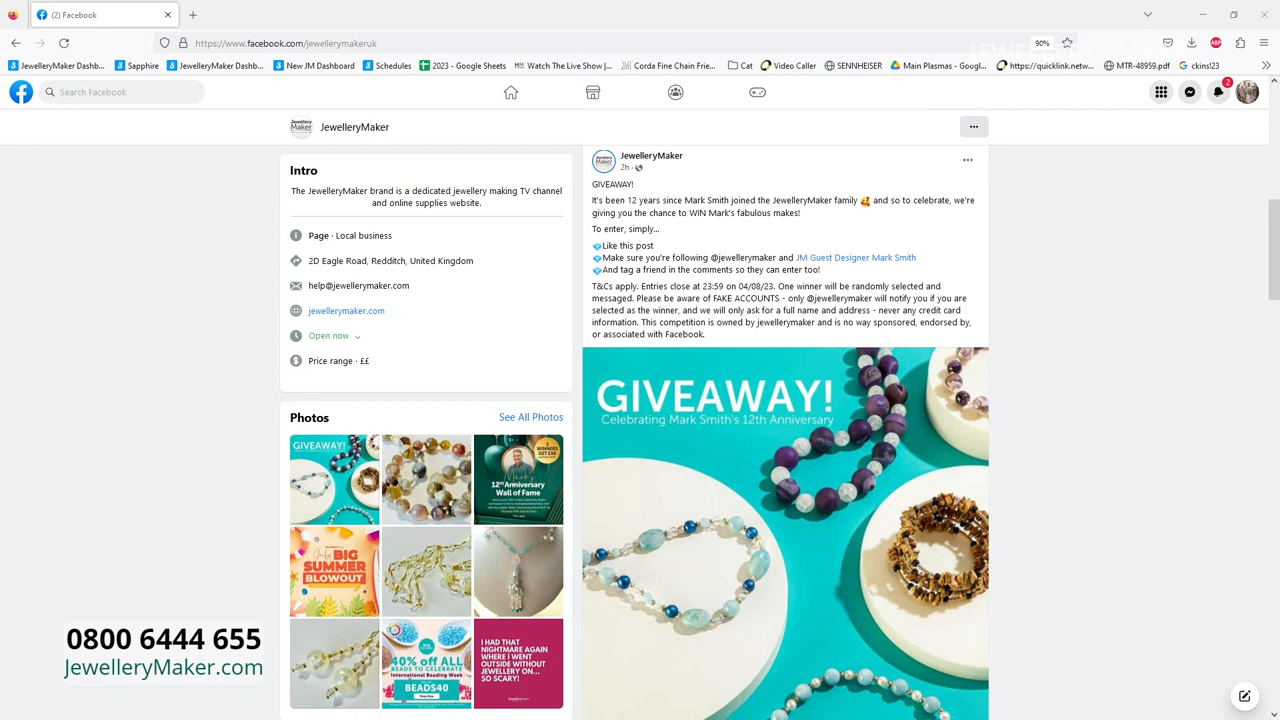 (2) Facebook
https://www.facebook.com/jewellerymakeruk
90%
JewelleryMaker Dashb...
Sapphire
JewelleryMaker Dashb...
New JM Dashboard
Schedules
2023 - Google Sheets
Watch The Live Show |...
Corda Fine Chain Frie...
Cat
Video Caller
SENNHEISER
Main Plasmas - Googl...
https://quicklink.netw...
MTR-48959.pdf
ckins!23
Search Facebook
2
JewelleryMaker
Intro
The JewelleryMaker brand is a dedicated jewellery making TV channel
and online supplies website.
Page · Local business
2D Eagle Road, Redditch, United Kingdom
help@jewellerymaker.com
jewellerymaker.com
Open now
Price range · ££
Photos
See All Photos
GIVEAWAY!
12th Anniversary
Wall of Fame
July BIG
SUMMER
BLOWOUT
40% off ALL
BEADS TO CELEBRATE
International Beading Week
BEADS40
I HAD THAT
NIGHTMARE AGAIN
WHERE I WENT
OUTSIDE WITHOUT
JEWELLERY ON...
SO SCARY!
JewelleryMaker
2h
GIVEAWAY!
It's been 12 years since Mark Smith joined the JewelleryMaker family 🥰 and so to celebrate, we're
giving you the chance to WIN Mark's fabulous makes!
To enter, simply...
💎Like this post
💎Make sure you're following @jewellerymaker and JM Guest Designer Mark Smith
💎And tag a friend in the comments so they can enter too!
T&Cs apply. Entries close at 23:59 on 04/08/23. One winner will be randomly selected and
messaged. Please be aware of FAKE ACCOUNTS - only @jewellerymaker will notify you if you are
selected as the winner, and we will only ask for a full name and address - never any credit card
information. This competition is owned by jewellerymaker and is no way sponsored, endorsed by,
or associated with Facebook.
GIVEAWAY!
Celebrating Mark Smith's 12th Anniversary
0800 6444 655
JewelleryMaker.com